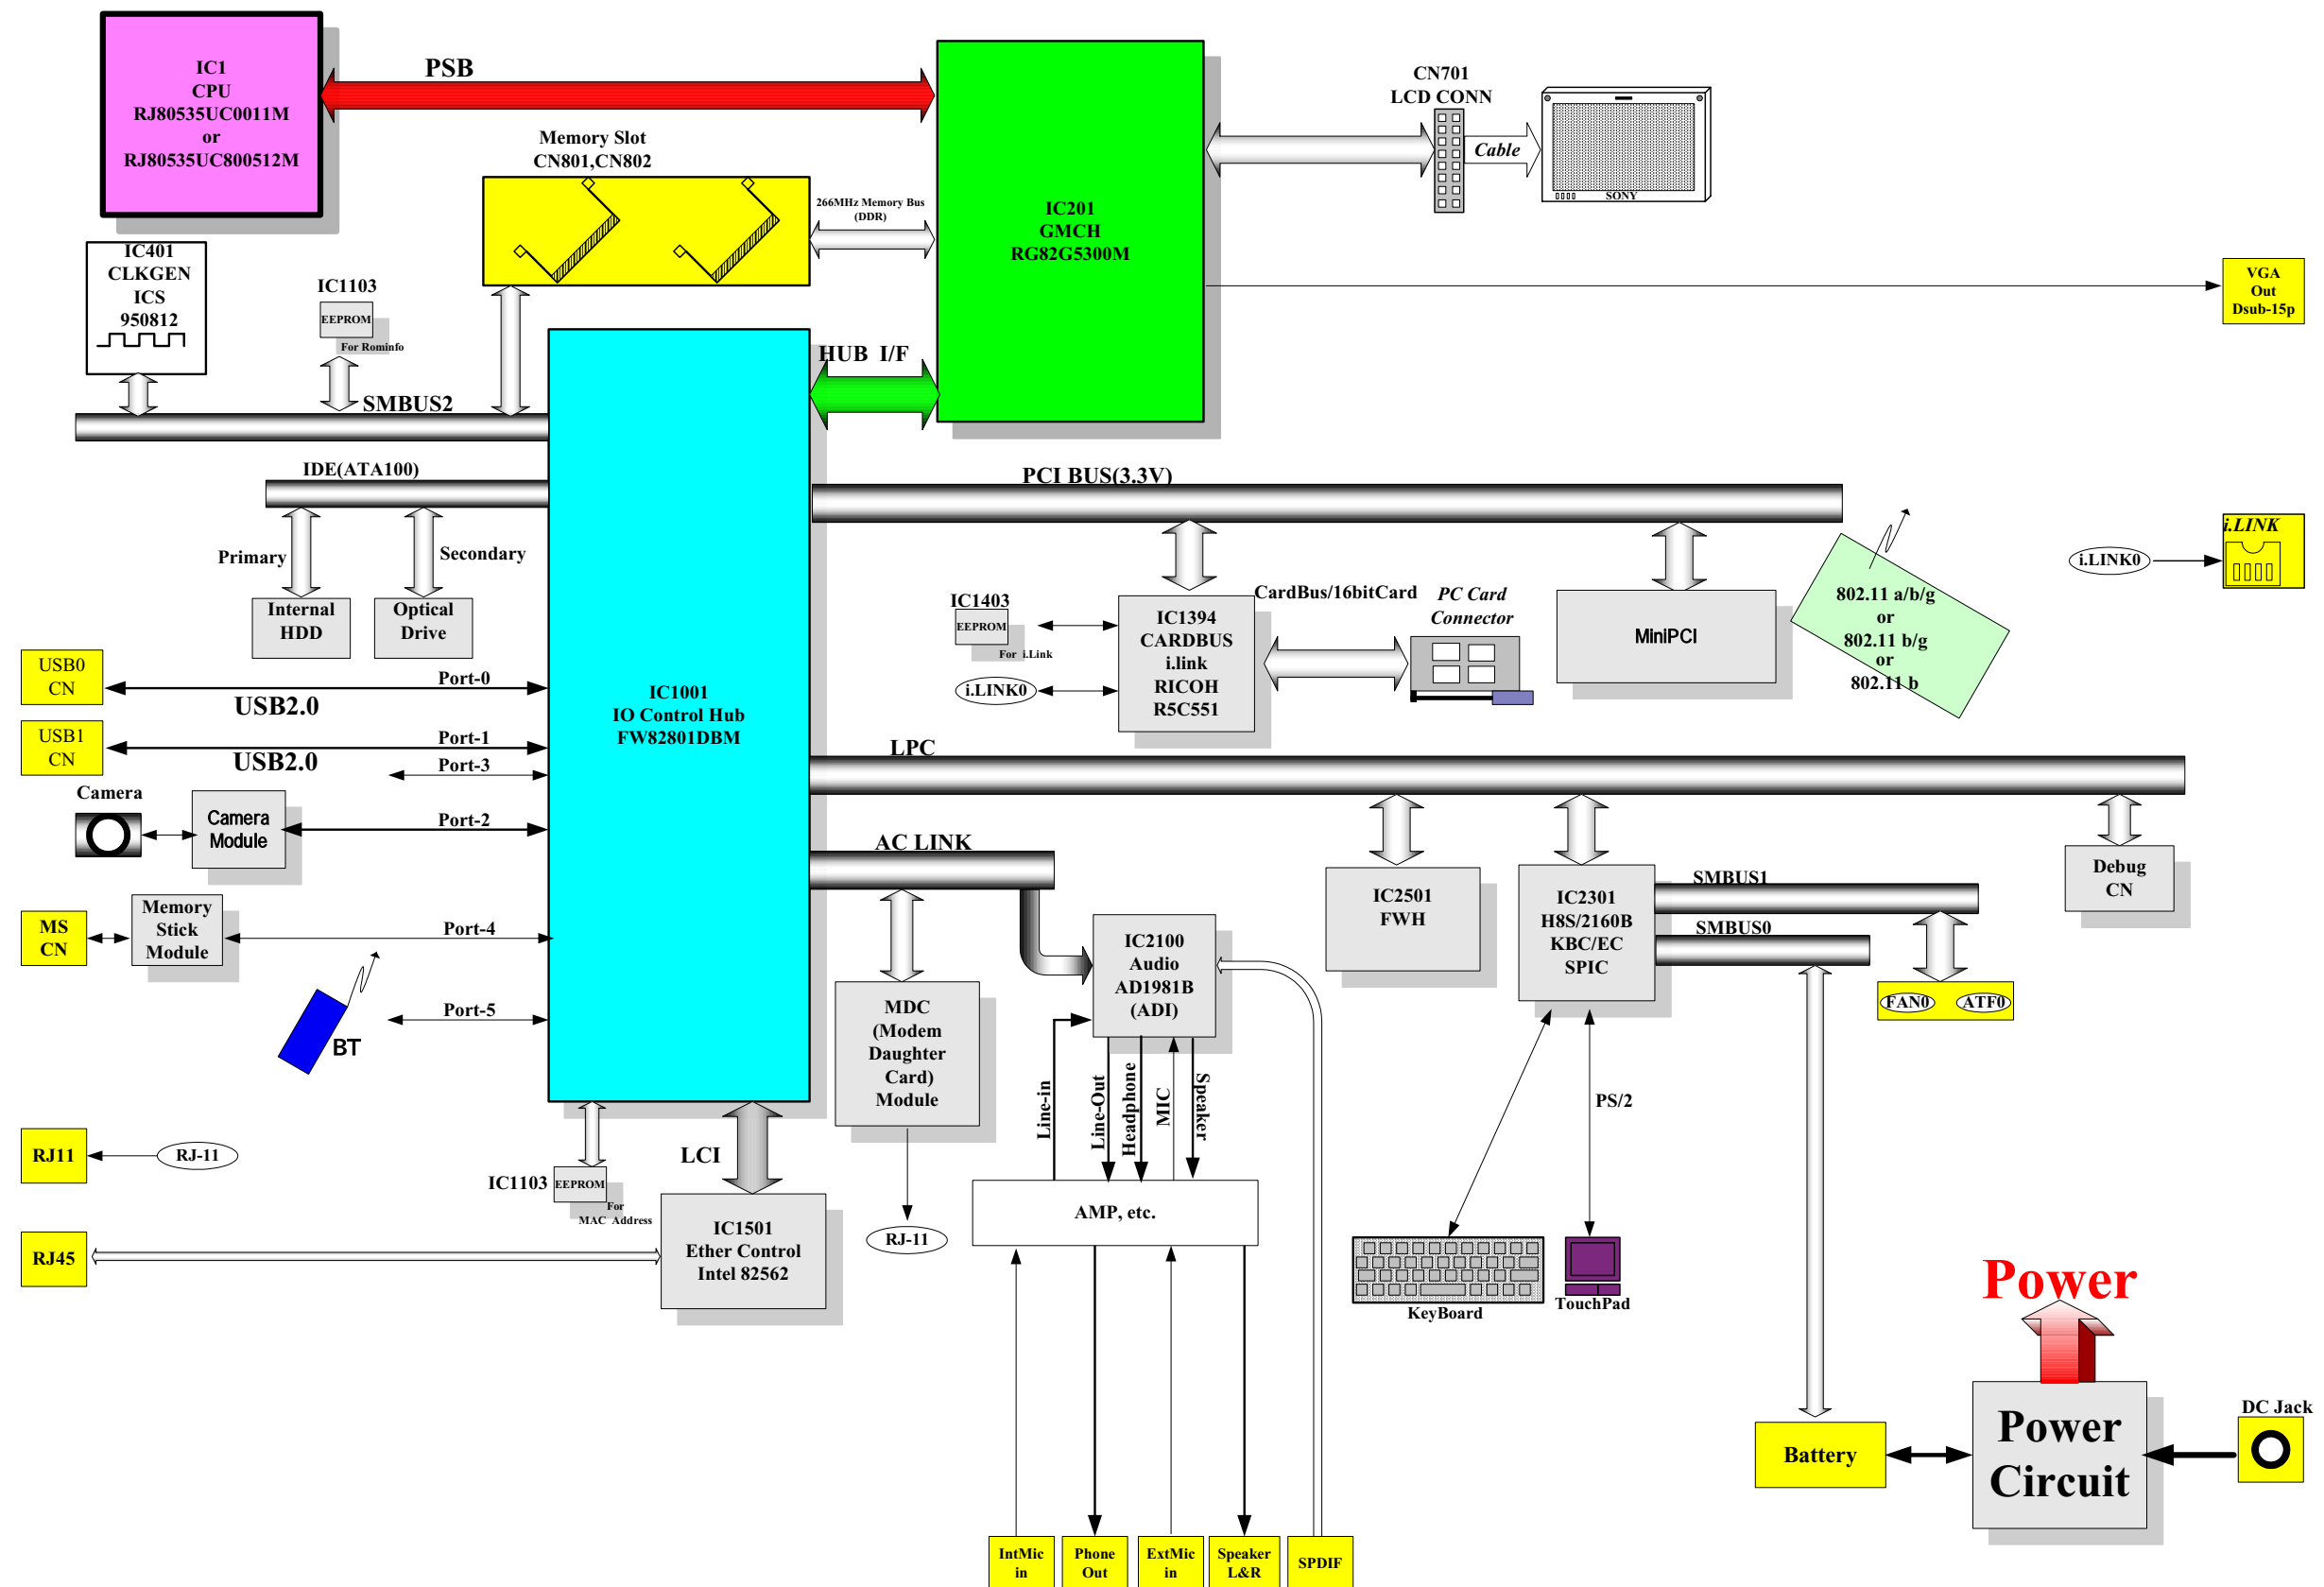 IC1
CPU
RJ80535UC0011M
or
RJ80535UC800512M
PSB
Memory Slot
CN801,CN802
266MHz Memory Bus
(DDR)
IC201
GMCH
RG82G5300M
CN701
LCD CONN
Cable
SONY
VGA
Out
Dsub-15p
IC401
CLKGEN
ICS
950812
IC1103
EEPROM
For Rominfo
SMBUS2
HUB I/F
IDE(ATA100)
Primary
Secondary
Internal
HDD
Optical
Drive
PCI BUS(3.3V)
IC1403
EEPROM
For i.Link
i.LINK0
IC1394
CARDBUS
i.link
RICOH
R5C551
CardBus/16bitCard
PC Card
Connector
MiniPCI
802.11 a/b/g
or
802.11 b/g
or
802.11 b
i.LINK0
i.LINK
USB0
CN
Port-0
USB2.0
USB1
CN
Port-1
USB2.0
Port-3
IC1001
IO Control Hub
FW82801DBM
Camera
Camera
Module
Port-2
LPC
AC LINK
MS
CN
Memory
Stick
Module
Port-4
BT
Port-5
IC2501
FWH
IC2301
H8S/2160B
KBC/EC
SPIC
SMBUS1
SMBUS0
FAN0
ATF0
Debug
CN
MDC
(Modem
Daughter
Card)
Module
IC2100
Audio
AD1981B
(ADI)
Line-in
Line-Out
Headphone
MIC
Speaker
PS/2
RJ11
RJ-11
IC1103
EEPROM
For
MAC Address
LCI
RJ45
IC1501
Ether Control
Intel 82562
RJ-11
AMP, etc.
KeyBoard
TouchPad
Power
Power
Circuit
DC Jack
Battery
IntMic
in
Phone
Out
ExtMic
in
Speaker
L&R
SPDIF